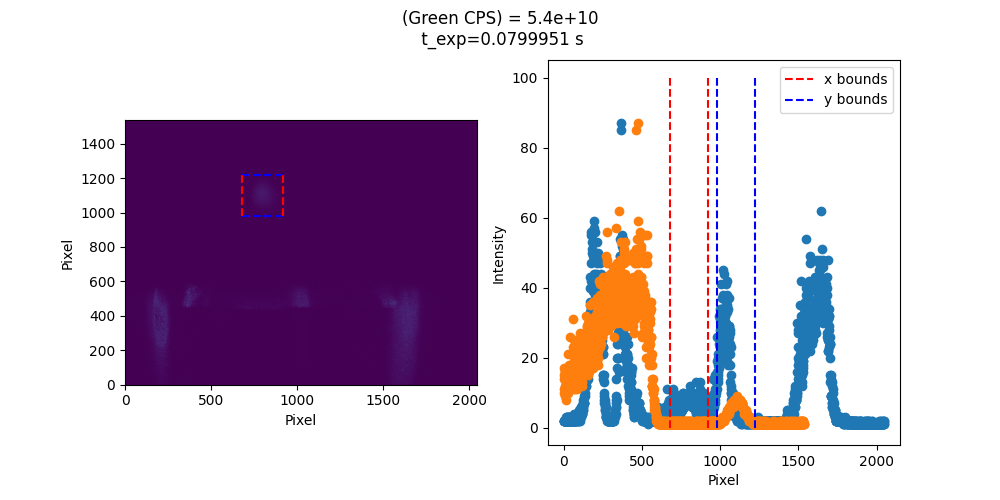 (Green CPS) = 5.4e+10
t_exp=0.0799951 s
1400
1200
1000
800
600
400
200
0
Pixel
0 500 1000 1500 2000
Pixel
100
80
60
40
20
0
Intensity
0 500 1000 1500 2000
Pixel
x bounds
y bounds